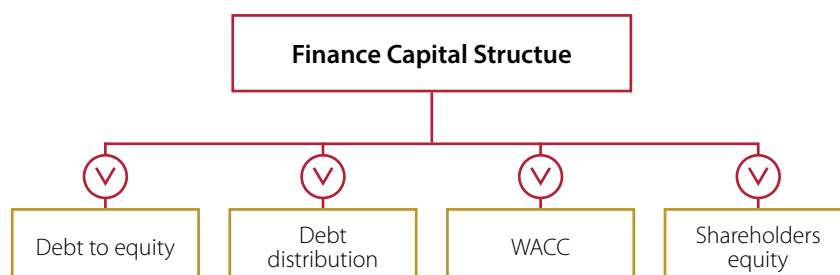 Finance Capital Structue
Debt to equity
Debt
distribution
WACC
Shareholders
equity